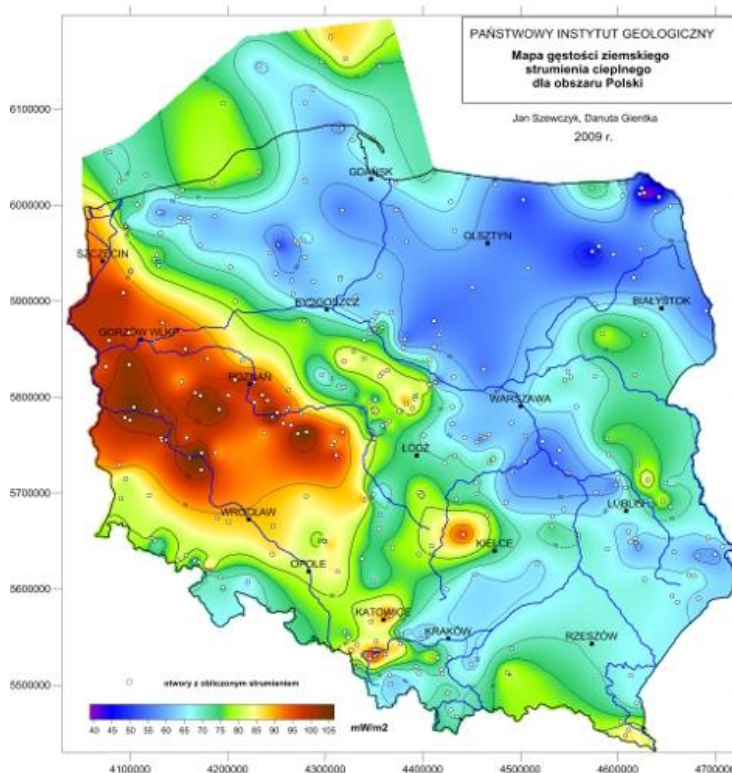 PAŃSTWOWY INSTYTUT GEOLOGICZNY
Mapa gęstości ziemskiego
strumienia cieplnego
dla obszaru Polski
Jan Szewczyk, Danuta Gientka
2009 r.
6100000
GDAŃSK
6000000
OLSZTYN
SZCZECIN
5900000
BYDGOSZCZ
BIAŁYSTOK
GORZÓW WLKP
POZNAŃ
5800000
WARSZAWA
ŁÓDŹ
5700000
LUBLIN
WROCŁAW
KIELCE
OPOLE
5600000
KATOWICE
KRAKÓW
RZESZÓW
5500000
otwory z obliczonym strumieniem
40 45 50 55 60 65 70 75 80 85 90 95 100 105
mW/m2
4100000 4200000 4300000 4400000 4500000 4600000 4700000